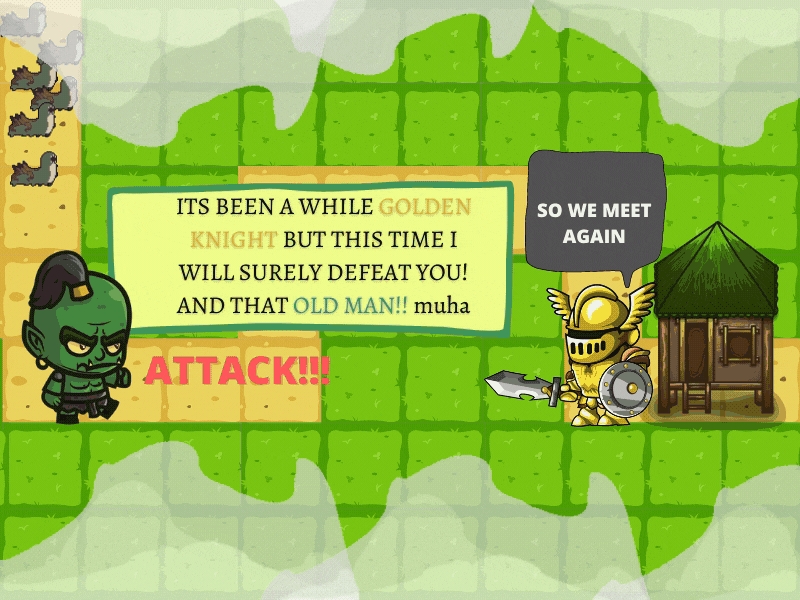 ITS BEEN A WHILE GOLDEN
KNIGHT BUT THIS TIME I
WILL SURELY DEFEAT YOU!
AND THAT OLD MAN!! muha
SO WE MEET
AGAIN
ATTACK!!!